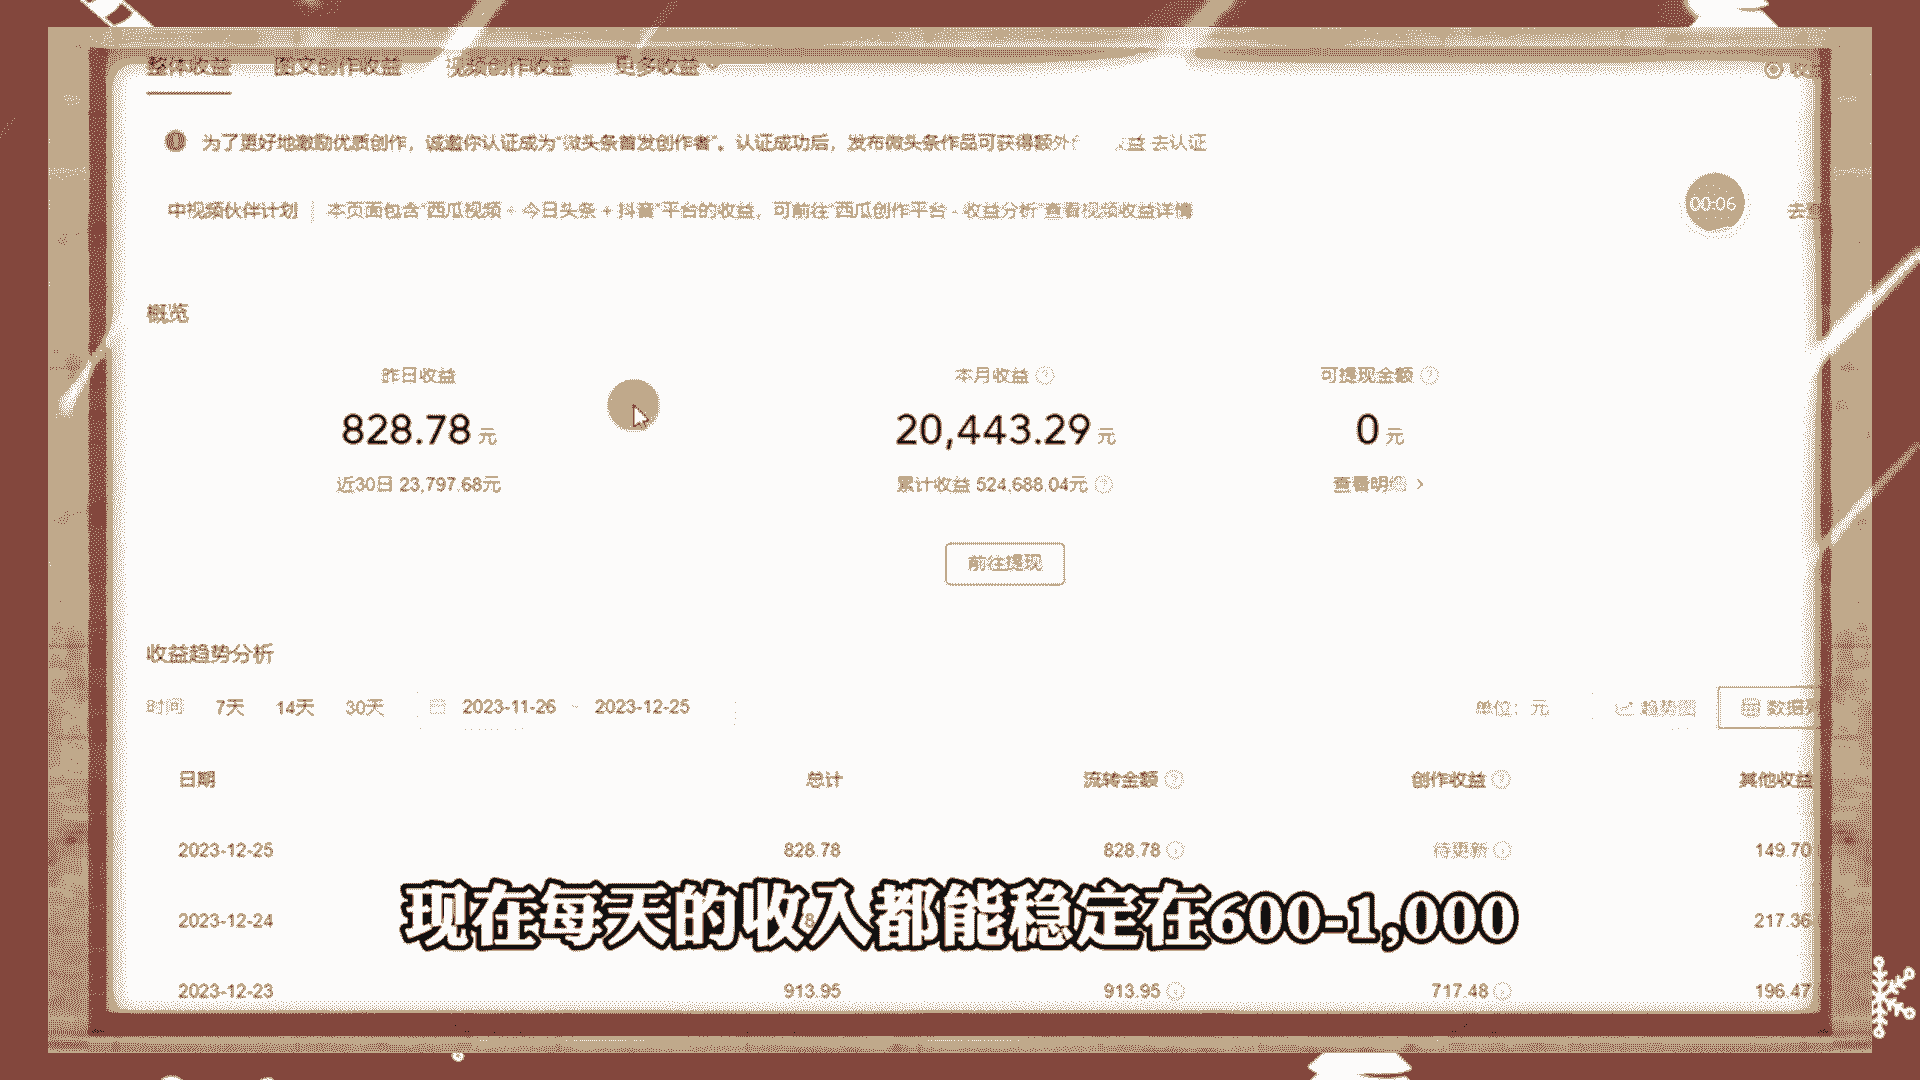 整体收益 图文创作收益 视频创作收益 更多收益
为了更好地激励优质创作，诚邀你认证成为“微头条首发创作者”。认证成功后，发布微头条作品可获得额外 收益 去认证
中视频伙伴计划 本页面包含“西瓜视频 + 今日头条 + 抖音”平台的收益，可前往“西瓜创作平台 - 收益分析”查看视频收益详情
00:06
概览
昨日收益 本月收益 可提现金额
828.78 元 20,443.29 元 0 元
近30日 23,797.68元 累计收益 524,688.04元 查看明细
前往提现
收益趋势分析
时间 7天 14天 30天 2023-11-26 - 2023-12-25 单位：元 趋势图 数据
日期 总计 流转金额 创作收益 其他收益
2023-12-25 828.78 828.78 待更新 149.70
2023-12-24 217.36
现在每天的收入都能稳定在600-1,000
2023-12-23 913.95 913.95 717.48 196.47